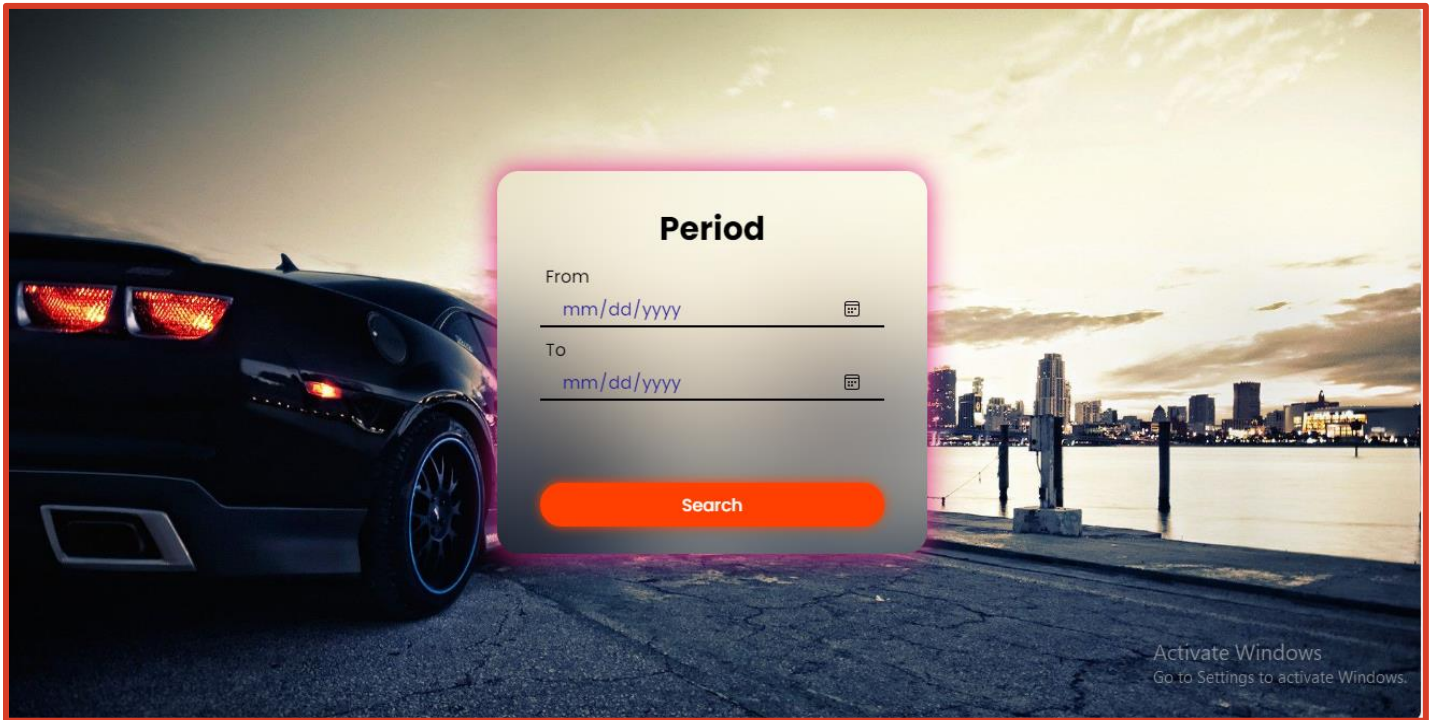 Period
From
mm/dd/yyyy
To
mm/dd/yyyy
Search
Activate Windows
Go to Settings to activate Windows.